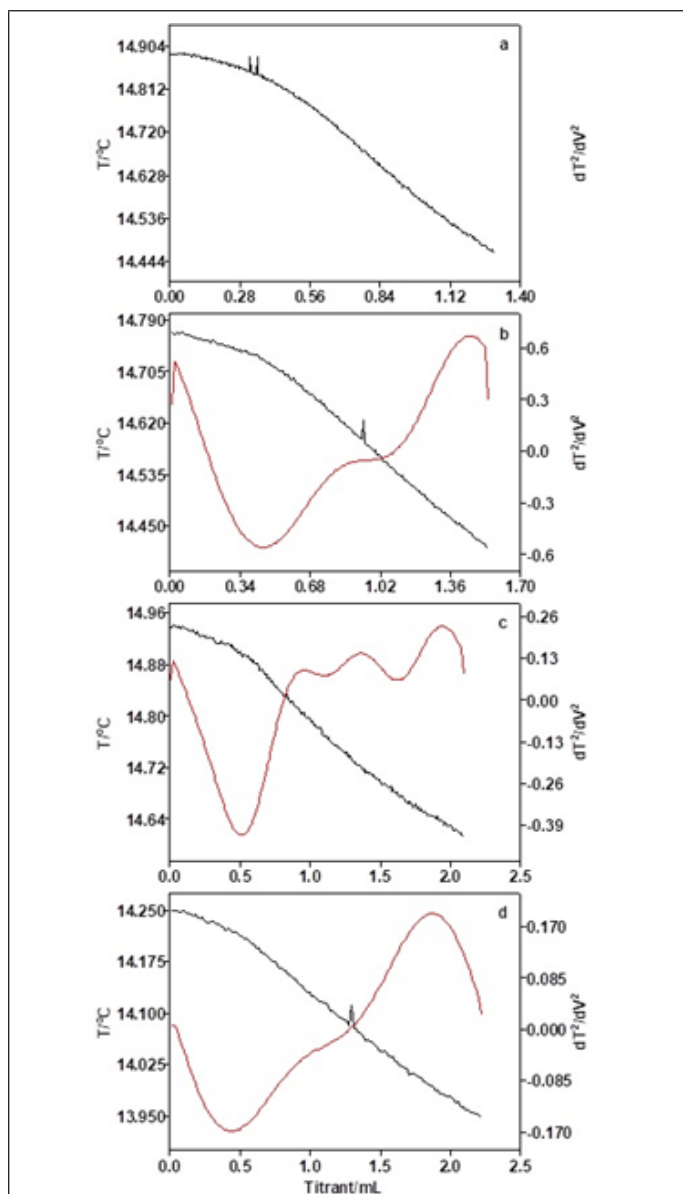 a
14.904
14.812
14.720
14.628
14.536
14.444
T/°C
dT²/dV²
0.00 0.28 0.56 0.84 1.12 1.40
b
14.790
14.705
14.620
14.535
14.450
T/°C
0.6
0.3
0.0
-0.3
-0.6
dT²/dV²
0.00 0.34 0.68 1.02 1.36 1.70
c
14.96
14.88
14.80
14.72
14.64
T/°C
0.26
0.13
0.00
-0.13
-0.26
-0.39
dT²/dV²
0.0 0.5 1.0 1.5 2.0 2.5
d
14.250
14.175
14.100
14.025
13.950
T/°C
0.170
0.085
0.000
-0.085
-0.170
dT²/dV²
0.0 0.5 1.0 1.5 2.0 2.5
Titrant/mL